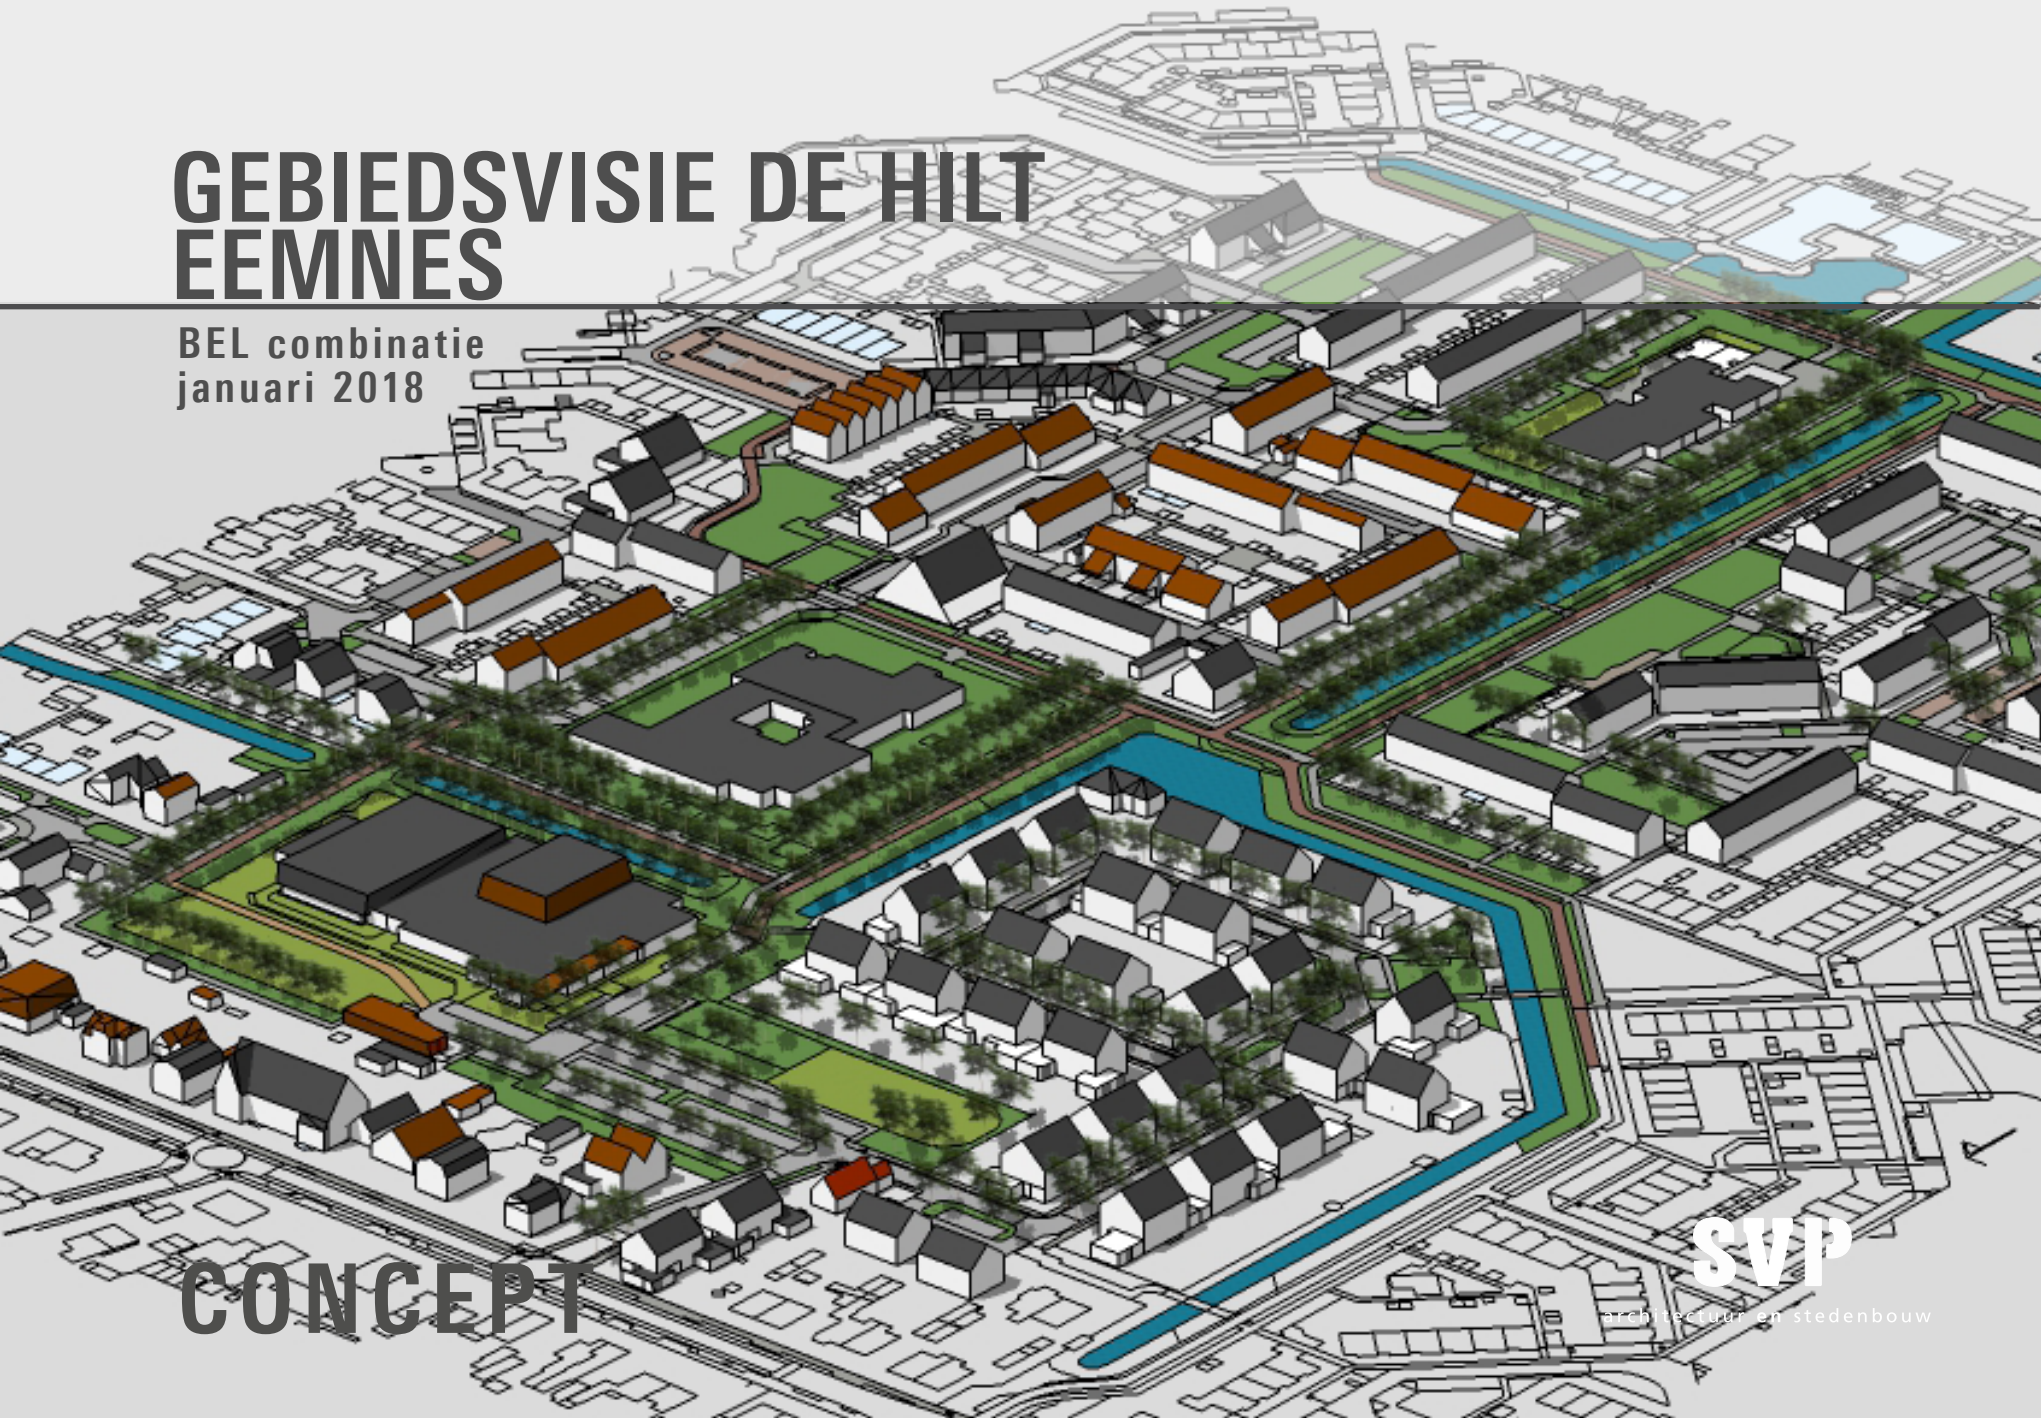 GEBIEDSVISIE DE HILT
EEMNES
BEL combinatie
januari 2018
CONCEPT
SVP
architectuur en stedenbouw